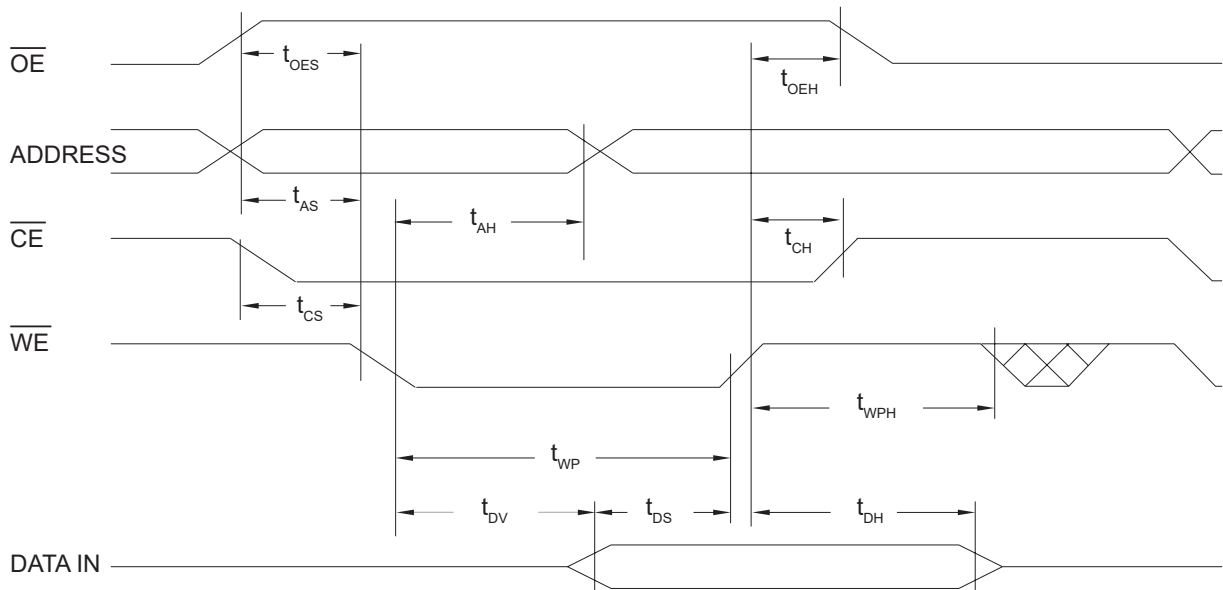 OE
tOES
tOEH
ADDRESS
tAS
tAH
CE
tCH
tCS
WE
tWPH
tWP
tDV
tDS
tDH
DATA IN